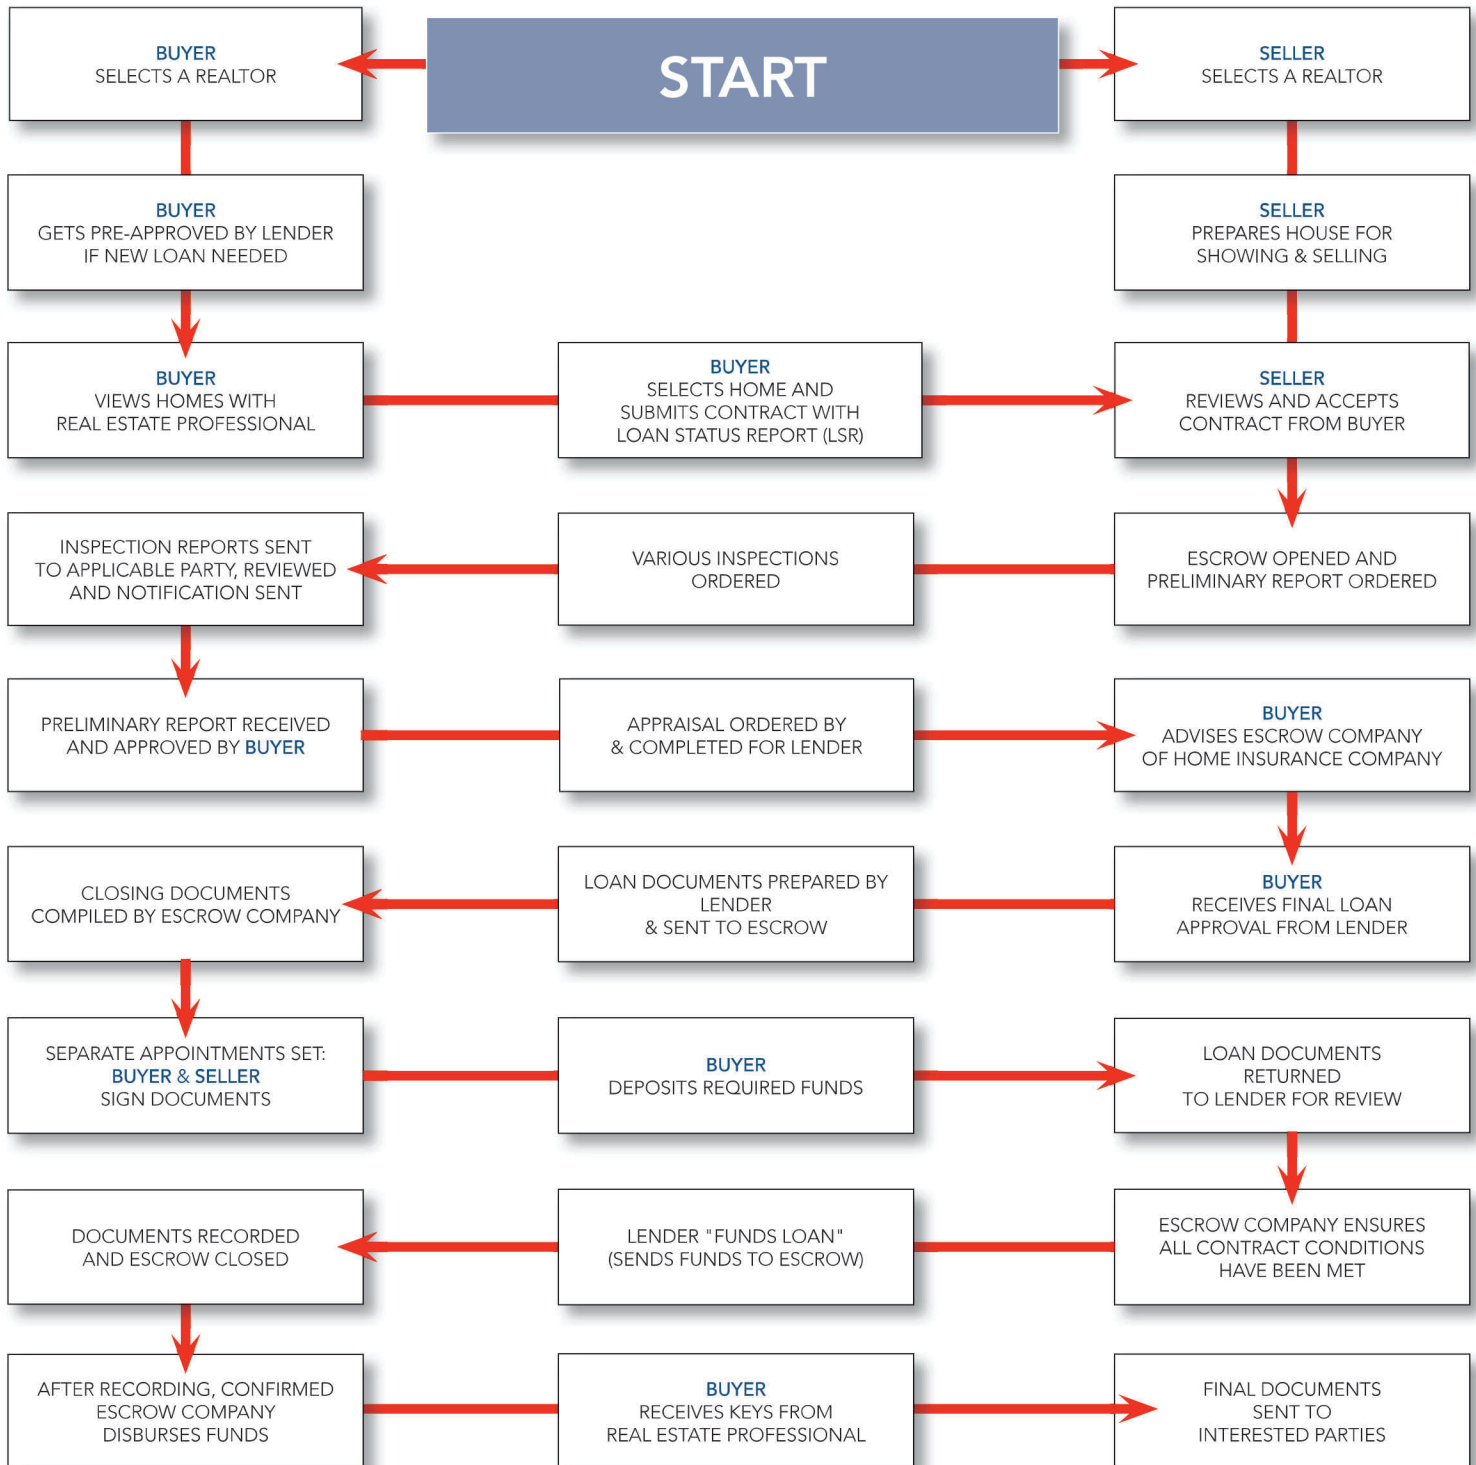 START
BUYER
SELECTS A REALTOR
SELLER
SELECTS A REALTOR
BUYER
GETS PRE-APPROVED BY LENDER
IF NEW LOAN NEEDED
SELLER
PREPARES HOUSE FOR
SHOWING & SELLING
BUYER
VIEWS HOMES WITH
REAL ESTATE PROFESSIONAL
BUYER
SELECTS HOME AND
SUBMITS CONTRACT WITH
LOAN STATUS REPORT (LSR)
SELLER
REVIEWS AND ACCEPTS
CONTRACT FROM BUYER
ESCROW OPENED AND
PRELIMINARY REPORT ORDERED
VARIOUS INSPECTIONS
ORDERED
INSPECTION REPORTS SENT
TO APPLICABLE PARTY, REVIEWED
AND NOTIFICATION SENT
PRELIMINARY REPORT RECEIVED
AND APPROVED BY BUYER
APPRAISAL ORDERED BY
& COMPLETED FOR LENDER
BUYER
ADVISES ESCROW COMPANY
OF HOME INSURANCE COMPANY
BUYER
RECEIVES FINAL LOAN
APPROVAL FROM LENDER
LOAN DOCUMENTS PREPARED BY
LENDER
& SENT TO ESCROW
CLOSING DOCUMENTS
COMPILED BY ESCROW COMPANY
SEPARATE APPOINTMENTS SET:
BUYER & SELLER
SIGN DOCUMENTS
BUYER
DEPOSITS REQUIRED FUNDS
LOAN DOCUMENTS
RETURNED
TO LENDER FOR REVIEW
ESCROW COMPANY ENSURES
ALL CONTRACT CONDITIONS
HAVE BEEN MET
LENDER "FUNDS LOAN"
(SENDS FUNDS TO ESCROW)
DOCUMENTS RECORDED
AND ESCROW CLOSED
AFTER RECORDING, CONFIRMED
ESCROW COMPANY
DISBURSES FUNDS
BUYER
RECEIVES KEYS FROM
REAL ESTATE PROFESSIONAL
FINAL DOCUMENTS
SENT TO
INTERESTED PARTIES